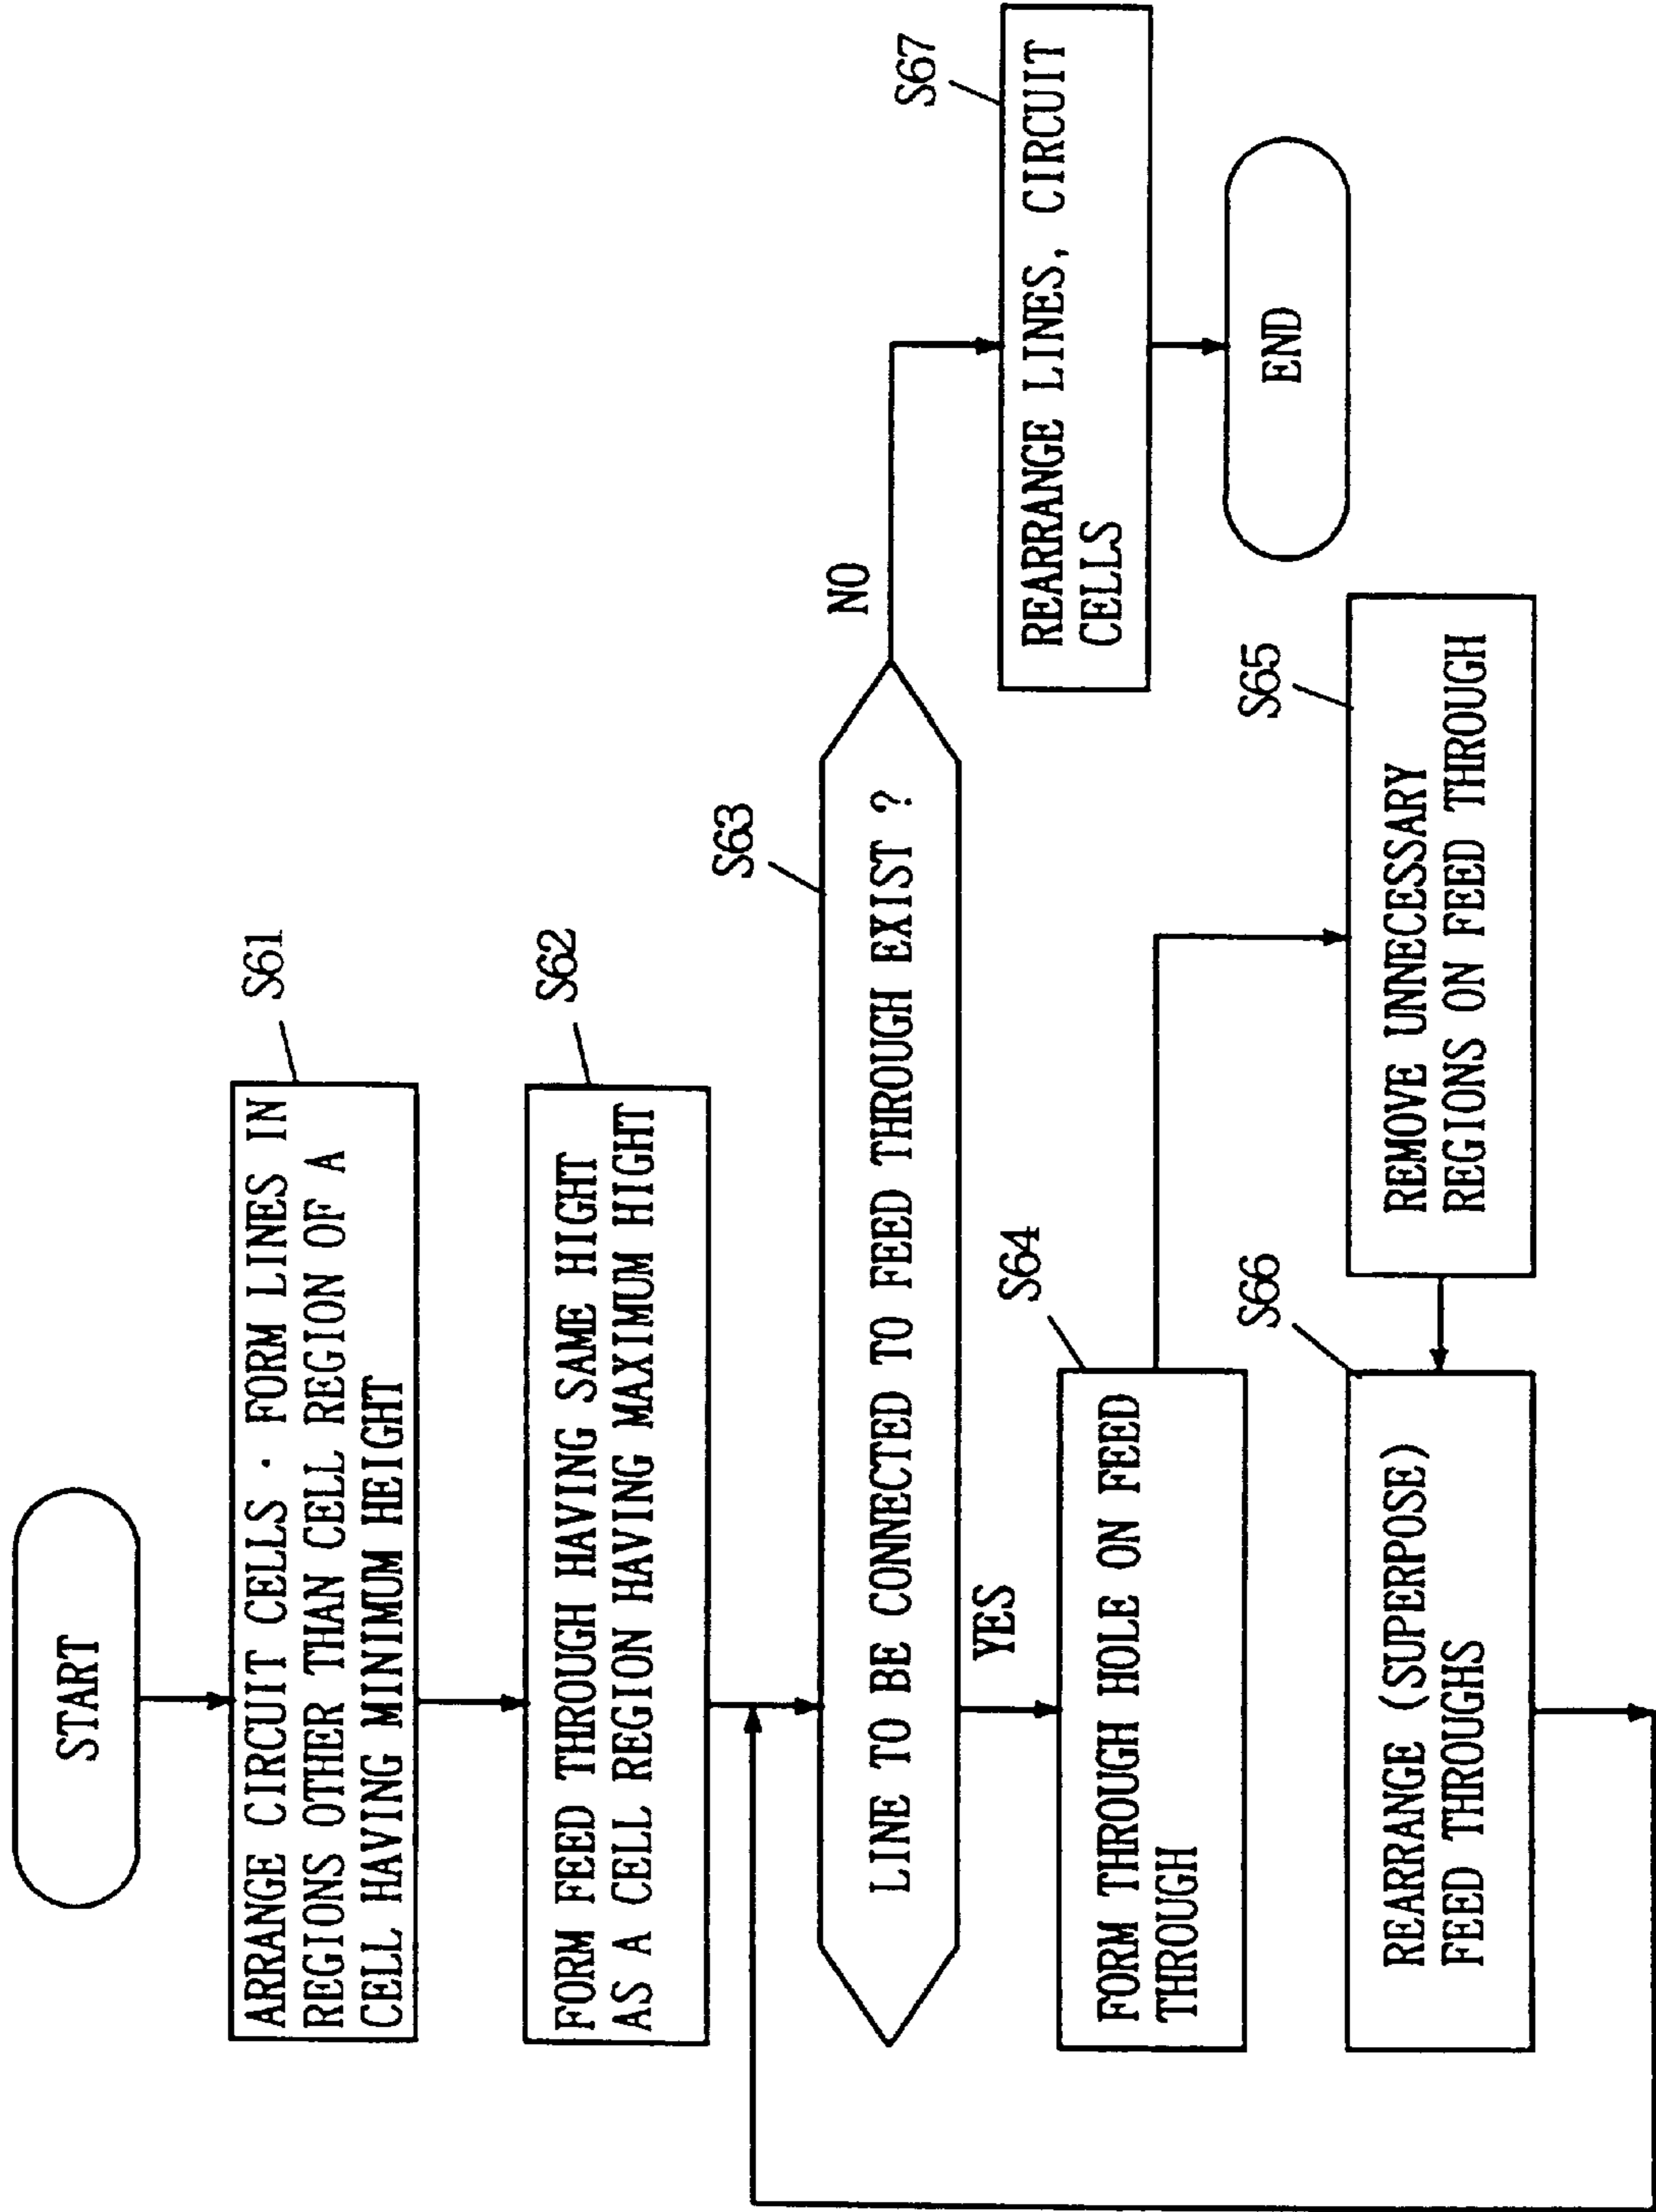 START
S61
ARRANGE CIRCUIT CELLS · FORM LINES IN
REGIONS OTHER THAN CELL REGION OF A
CELL HAVING MINIMUM HEIGHT
S62
FORM FEED THROUGH HAVING SAME HIGHT
AS A CELL REGION HAVING MAXIMUM HIGHT
S63
LINE TO BE CONNECTED TO FEED THROUGH EXIST ?
NO
YES
S64
FORM THROUGH HOLE ON FEED
THROUGH
S65
REMOVE UNNECESSARY
REGIONS ON FEED THROUGH
S66
REARRANGE (SUPERPOSE)
FEED THROUGHS
S67
REARRANGE LINES, CIRCUIT
CELLS
END